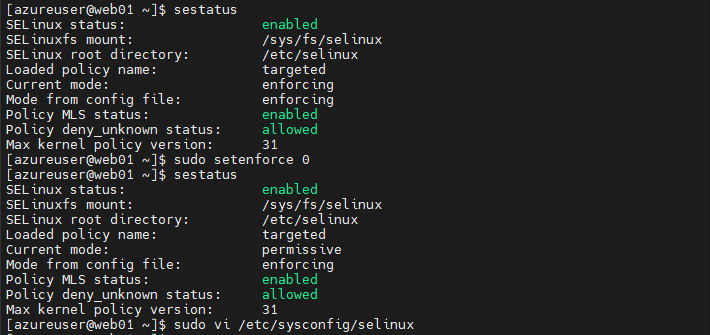 [azureuser@web01 ~]$ sestatus
SELinux status:                 enabled
SELinuxfs mount:                /sys/fs/selinux
SELinux root directory:         /etc/selinux
Loaded policy name:             targeted
Current mode:                   enforcing
Mode from config file:          enforcing
Policy MLS status:              enabled
Policy deny_unknown status:     allowed
Max kernel policy version:      31
[azureuser@web01 ~]$ sudo setenforce 0
[azureuser@web01 ~]$ sestatus
SELinux status:                 enabled
SELinuxfs mount:                /sys/fs/selinux
SELinux root directory:         /etc/selinux
Loaded policy name:             targeted
Current mode:                   permissive
Mode from config file:          enforcing
Policy MLS status:              enabled
Policy deny_unknown status:     allowed
Max kernel policy version:      31
[azureuser@web01 ~]$ sudo vi /etc/sysconfig/selinux